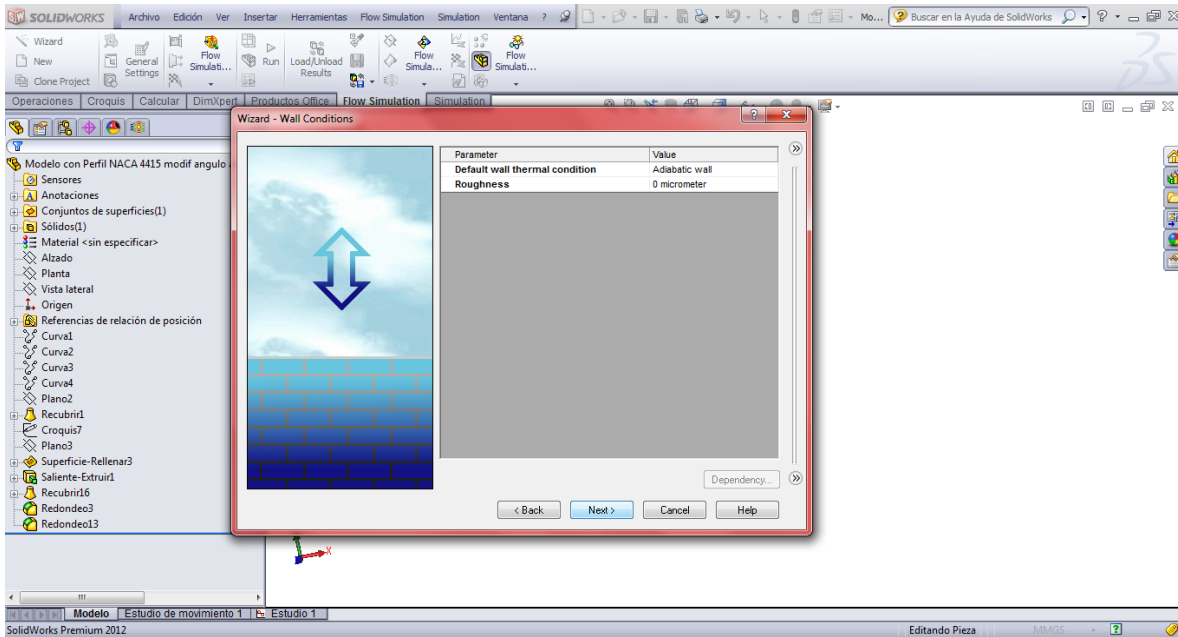 SOLIDWORKS Archivo Edición Ver Insertar Herramientas Flow Simulation Simulation Ventana ? Mo... Buscar en la Ayuda de SolidWorks ?
Wizard
New
Clone Project
General Settings
Flow Simulati...
Run
Load/Unload Results
Flow Simula...
Flow Simulati...
Operaciones Croquis Calcular DimXpert Productos Office Flow Simulation Simulation
Wizard - Wall Conditions
Modelo con Perfil NACA 4415 modif angulo
Sensores
Anotaciones
Conjuntos de superficies(1)
Sólidos(1)
Material <sin especificar>
Alzado
Planta
Vista lateral
Origen
Referencias de relación de posición
Curva1
Curva2
Curva3
Curva4
Plano2
Recubrir1
Croquis7
Plano3
Superficie-Rellenar3
Saliente-Extruir1
Recubrir16
Redondeo3
Redondeo13
Parameter Value
Default wall thermal condition Adiabatic wall
Roughness 0 micrometer
Dependency...
< Back Next > Cancel Help
X
Modelo Estudio de movimiento 1 Estudio 1
SolidWorks Premium 2012 Editando Pieza MMGS ?